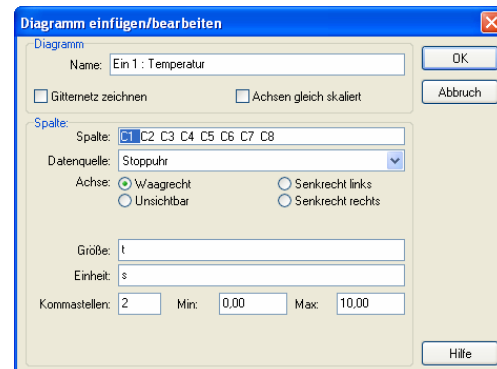 Diagramm einfügen/bearbeiten
Diagramm
Name: Ein 1 : Temperatur
OK
Gitternetz zeichnen Achsen gleich skaliert
Abbruch
Spalte:
Spalte: C1 C2 C3 C4 C5 C6 C7 C8
Datenquelle: Stoppuhr
Achse: Waagrecht Senkrecht links
Unsichtbar Senkrecht rechts
Größe: t
Einheit: s
Kommastellen: 2 Min: 0,00 Max: 10,00
Hilfe